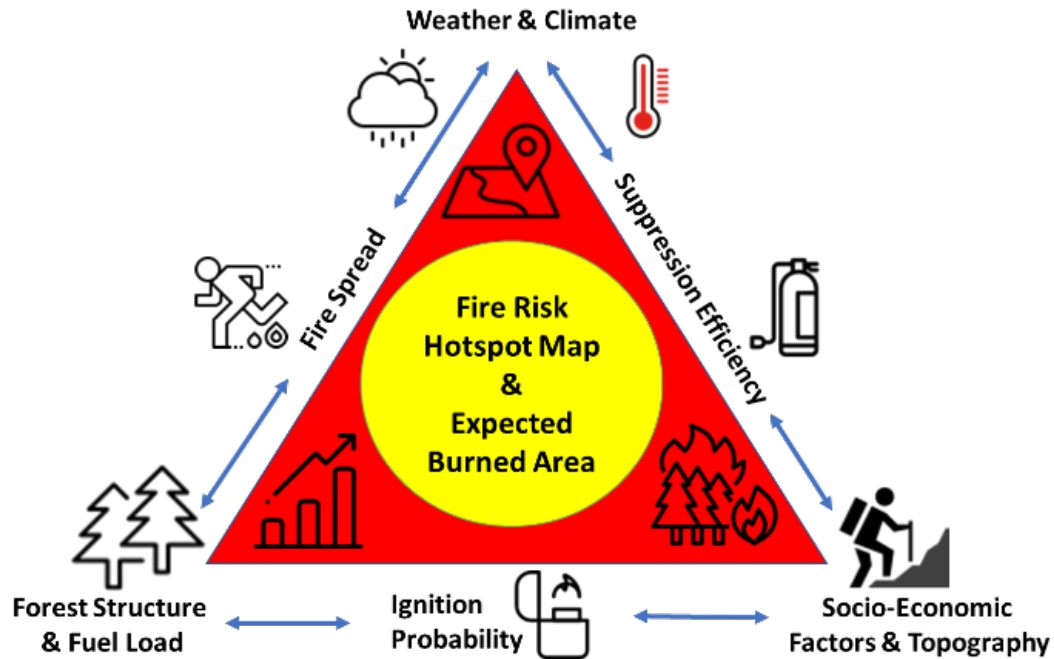 Weather & Climate
Fire Spread
Suppression Efficiency
Fire Risk
Hotspot Map
&
Expected
Burned Area
Forest Structure
& Fuel Load
Ignition
Probability
Socio-Economic
Factors & Topography